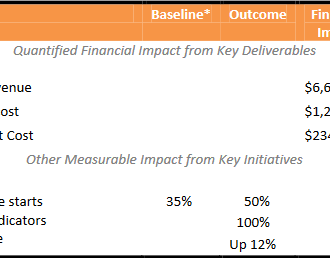 Baseline* Outcome Fin
Im
Quantified Financial Impact from Key Deliverables
venue $6,6
ost $1,2
t Cost $234
Other Measurable Impact from Key Initiatives
e starts 35% 50%
dicators 100%
e Up 12%